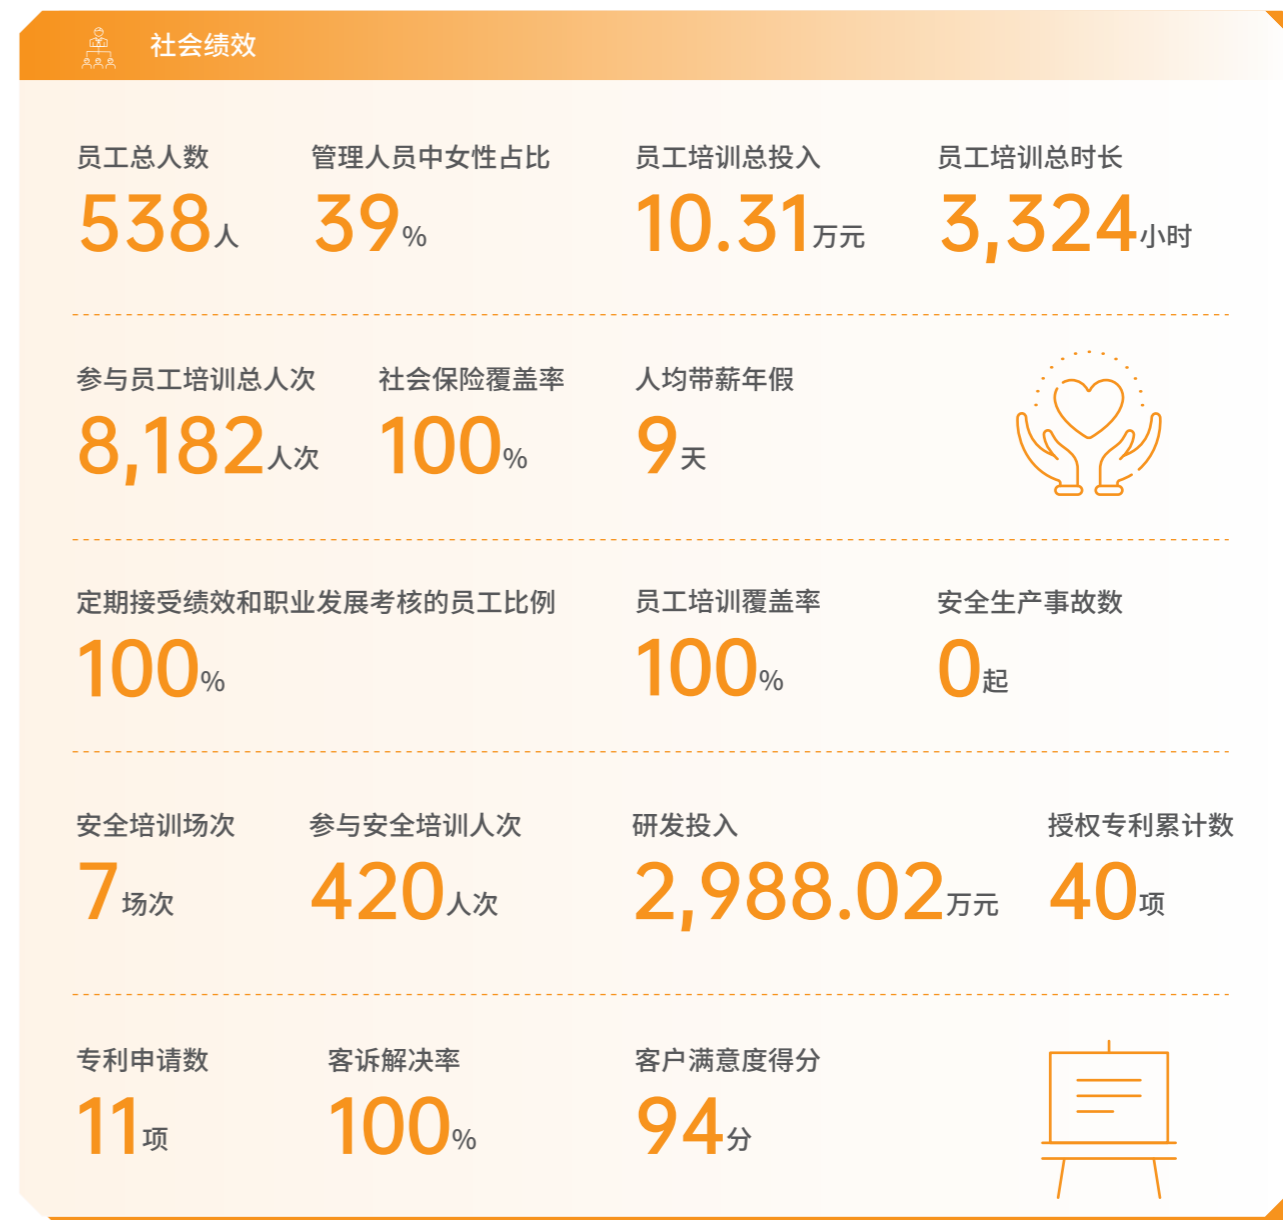 社会绩效
员工总人数 管理人员中女性占比 员工培训总投入 员工培训总时长
538人 39% 10.31万元 3,324小时
参与员工培训总人次 社会保险覆盖率 人均带薪年假
8,182人次 100% 9天
定期接受绩效和职业发展考核的员工比例 员工培训覆盖率 安全生产事故数
100% 100% 0起
安全培训场次 参与安全培训人次 研发投入 授权专利累计数
7场次 420人次 2,988.02万元 40项
专利申请数 客诉解决率 客户满意度得分
11项 100% 94分